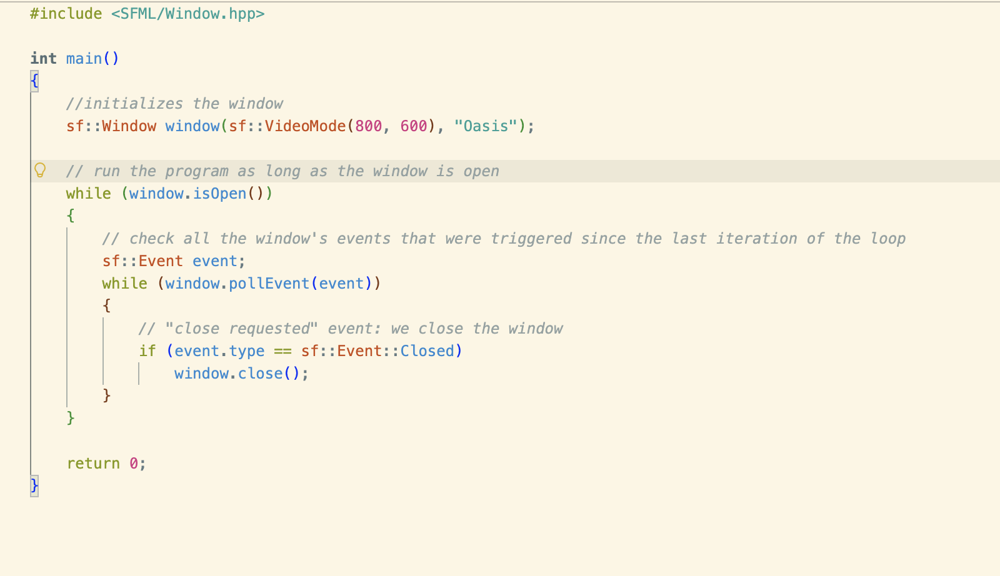 #include <SFML/Window.hpp>
int main()
{
//initializes the window
sf::Window window(sf::VideoMode(800, 600), "Oasis");
// run the program as long as the window is open
while (window.isOpen())
{
// check all the window's events that were triggered since the last iteration of the loop
sf::Event event;
while (window.pollEvent(event))
{
// "close requested" event: we close the window
if (event.type == sf::Event::Closed)
window.close();
}
}
return 0;
}